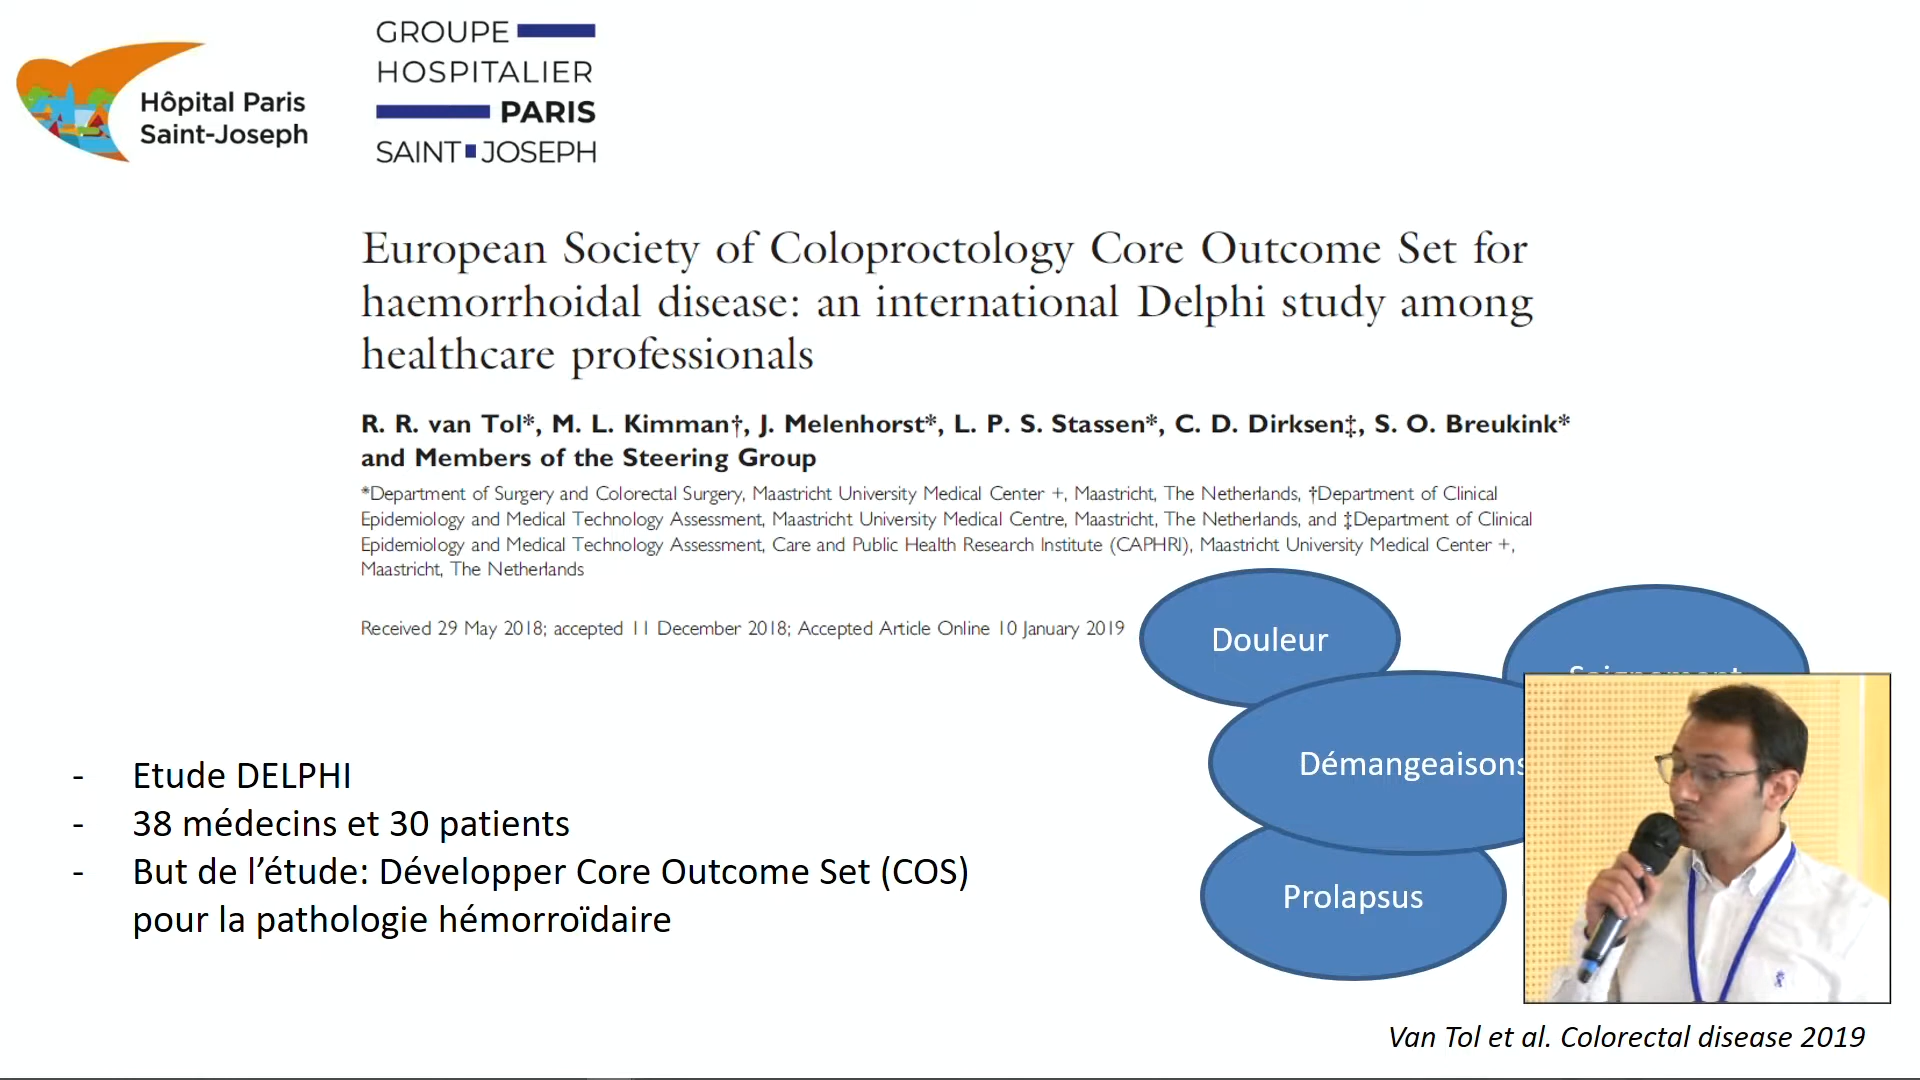 Hôpital Paris
Saint-Joseph
GROUPE
HOSPITALIER
PARIS
SAINT JOSEPH
European Society of Coloproctology Core Outcome Set for
haemorrhoidal disease: an international Delphi study among
healthcare professionals
R. R. van Tol*, M. L. Kimman†, J. Melenhorst*, L. P. S. Stassen*, C. D. Dirksen‡, S. O. Breukink*
and Members of the Steering Group
*Department of Surgery and Colorectal Surgery, Maastricht University Medical Center +, Maastricht, The Netherlands, †Department of Clinical
Epidemiology and Medical Technology Assessment, Maastricht University Medical Centre, Maastricht, The Netherlands, and ‡Department of Clinical
Epidemiology and Medical Technology Assessment, Care and Public Health Research Institute (CAPHRI), Maastricht University Medical Center +,
Maastricht, The Netherlands
Received 29 May 2018; accepted 11 December 2018; Accepted Article Online 10 January 2019
Douleur
Démangeaisons
Prolapsus
- Etude DELPHI
- 38 médecins et 30 patients
- But de l’étude: Développer Core Outcome Set (COS)
pour la pathologie hémorroïdaire
Van Tol et al. Colorectal disease 2019